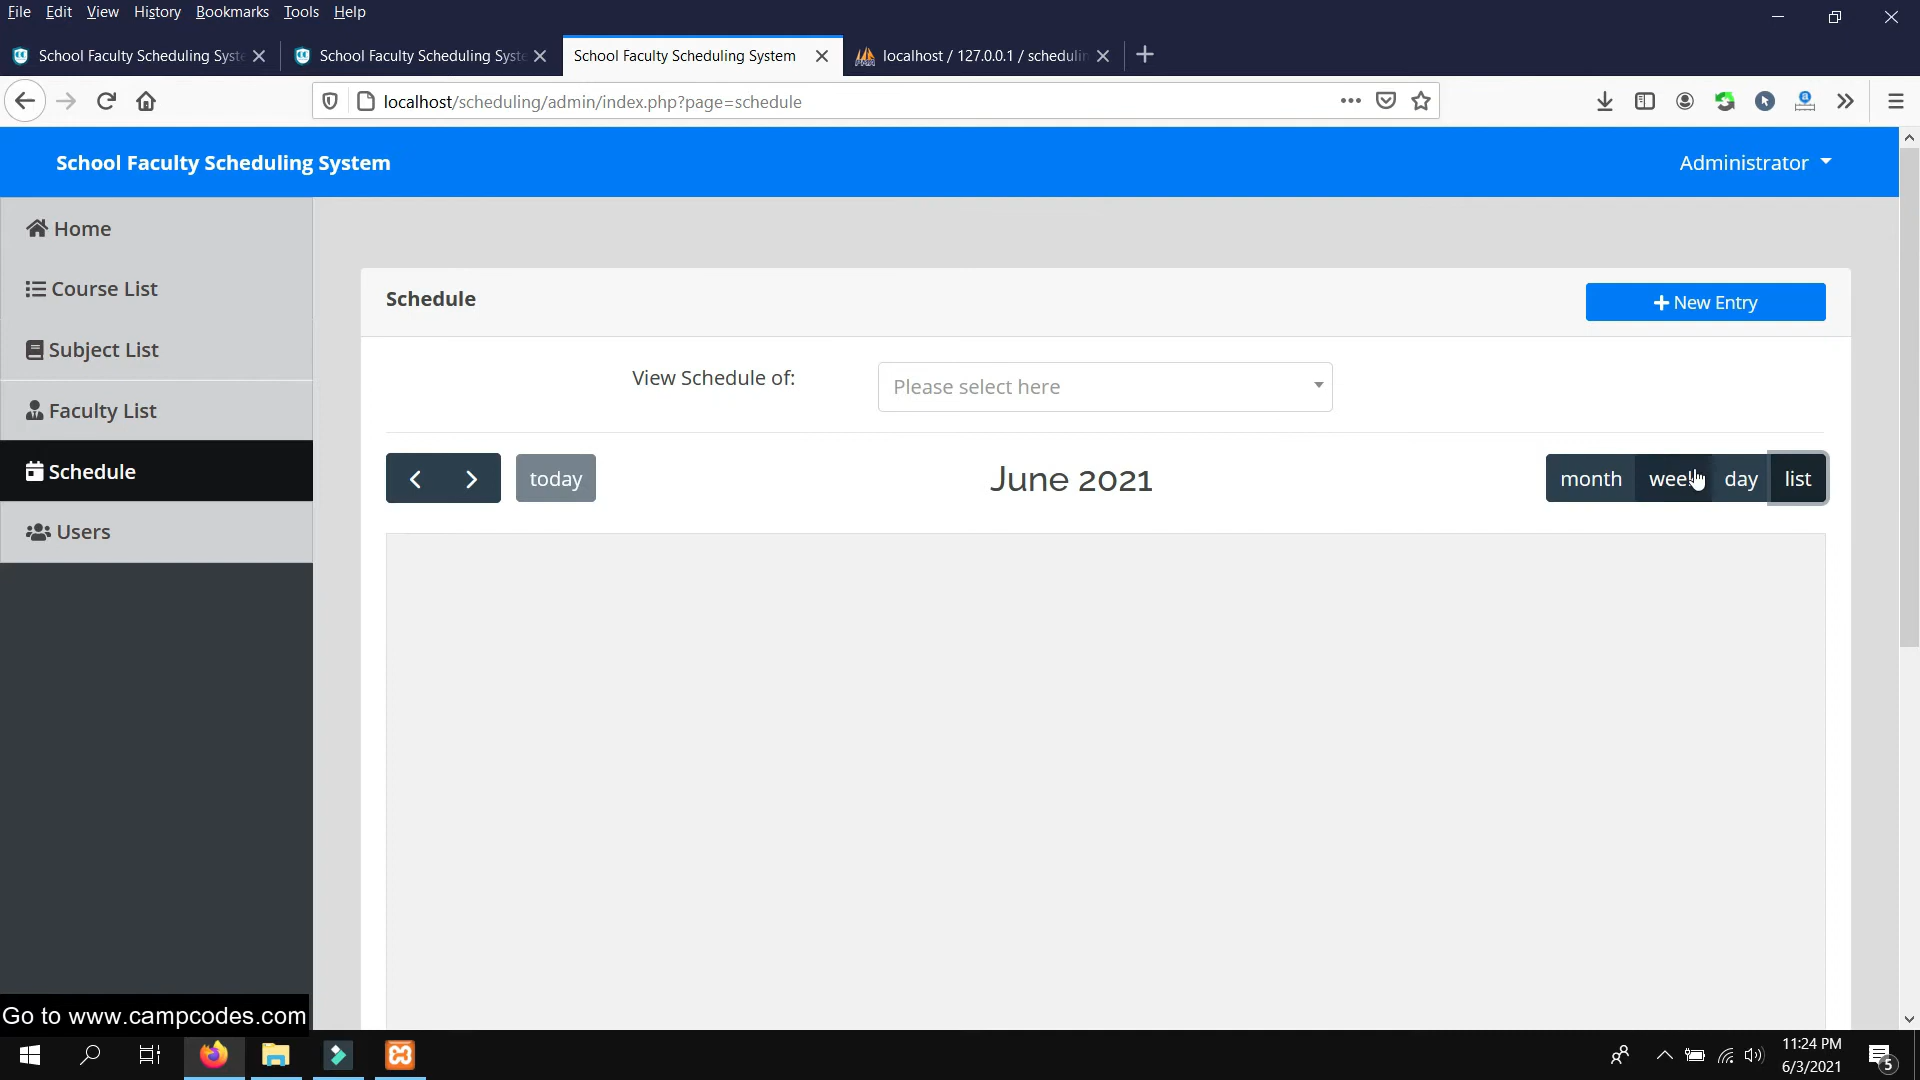 File Edit View History Bookmarks Tools Help
School Faculty Scheduling Syste
School Faculty Scheduling Syste
School Faculty Scheduling System
localhost / 127.0.0.1 / schedulin
localhost/scheduling/admin/index.php?page=schedule
School Faculty Scheduling System
Administrator
Home
Course List
Subject List
Faculty List
Schedule
Users
Schedule
New Entry
View Schedule of:
Please select here
today
June 2021
month
week
day
list
Go to www.campcodes.com
11:24 PM
6/3/2021
5